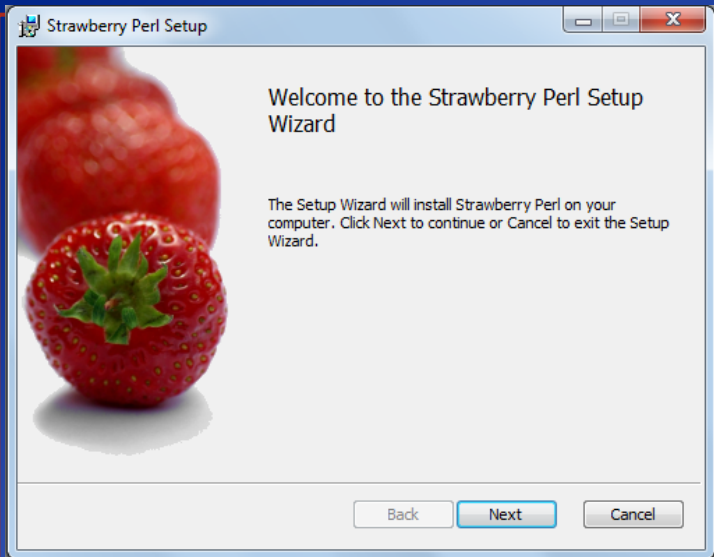 Strawberry Perl Setup
Welcome to the Strawberry Perl Setup
Wizard
The Setup Wizard will install Strawberry Perl on your
computer. Click Next to continue or Cancel to exit the Setup
Wizard.
Back
Next
Cancel